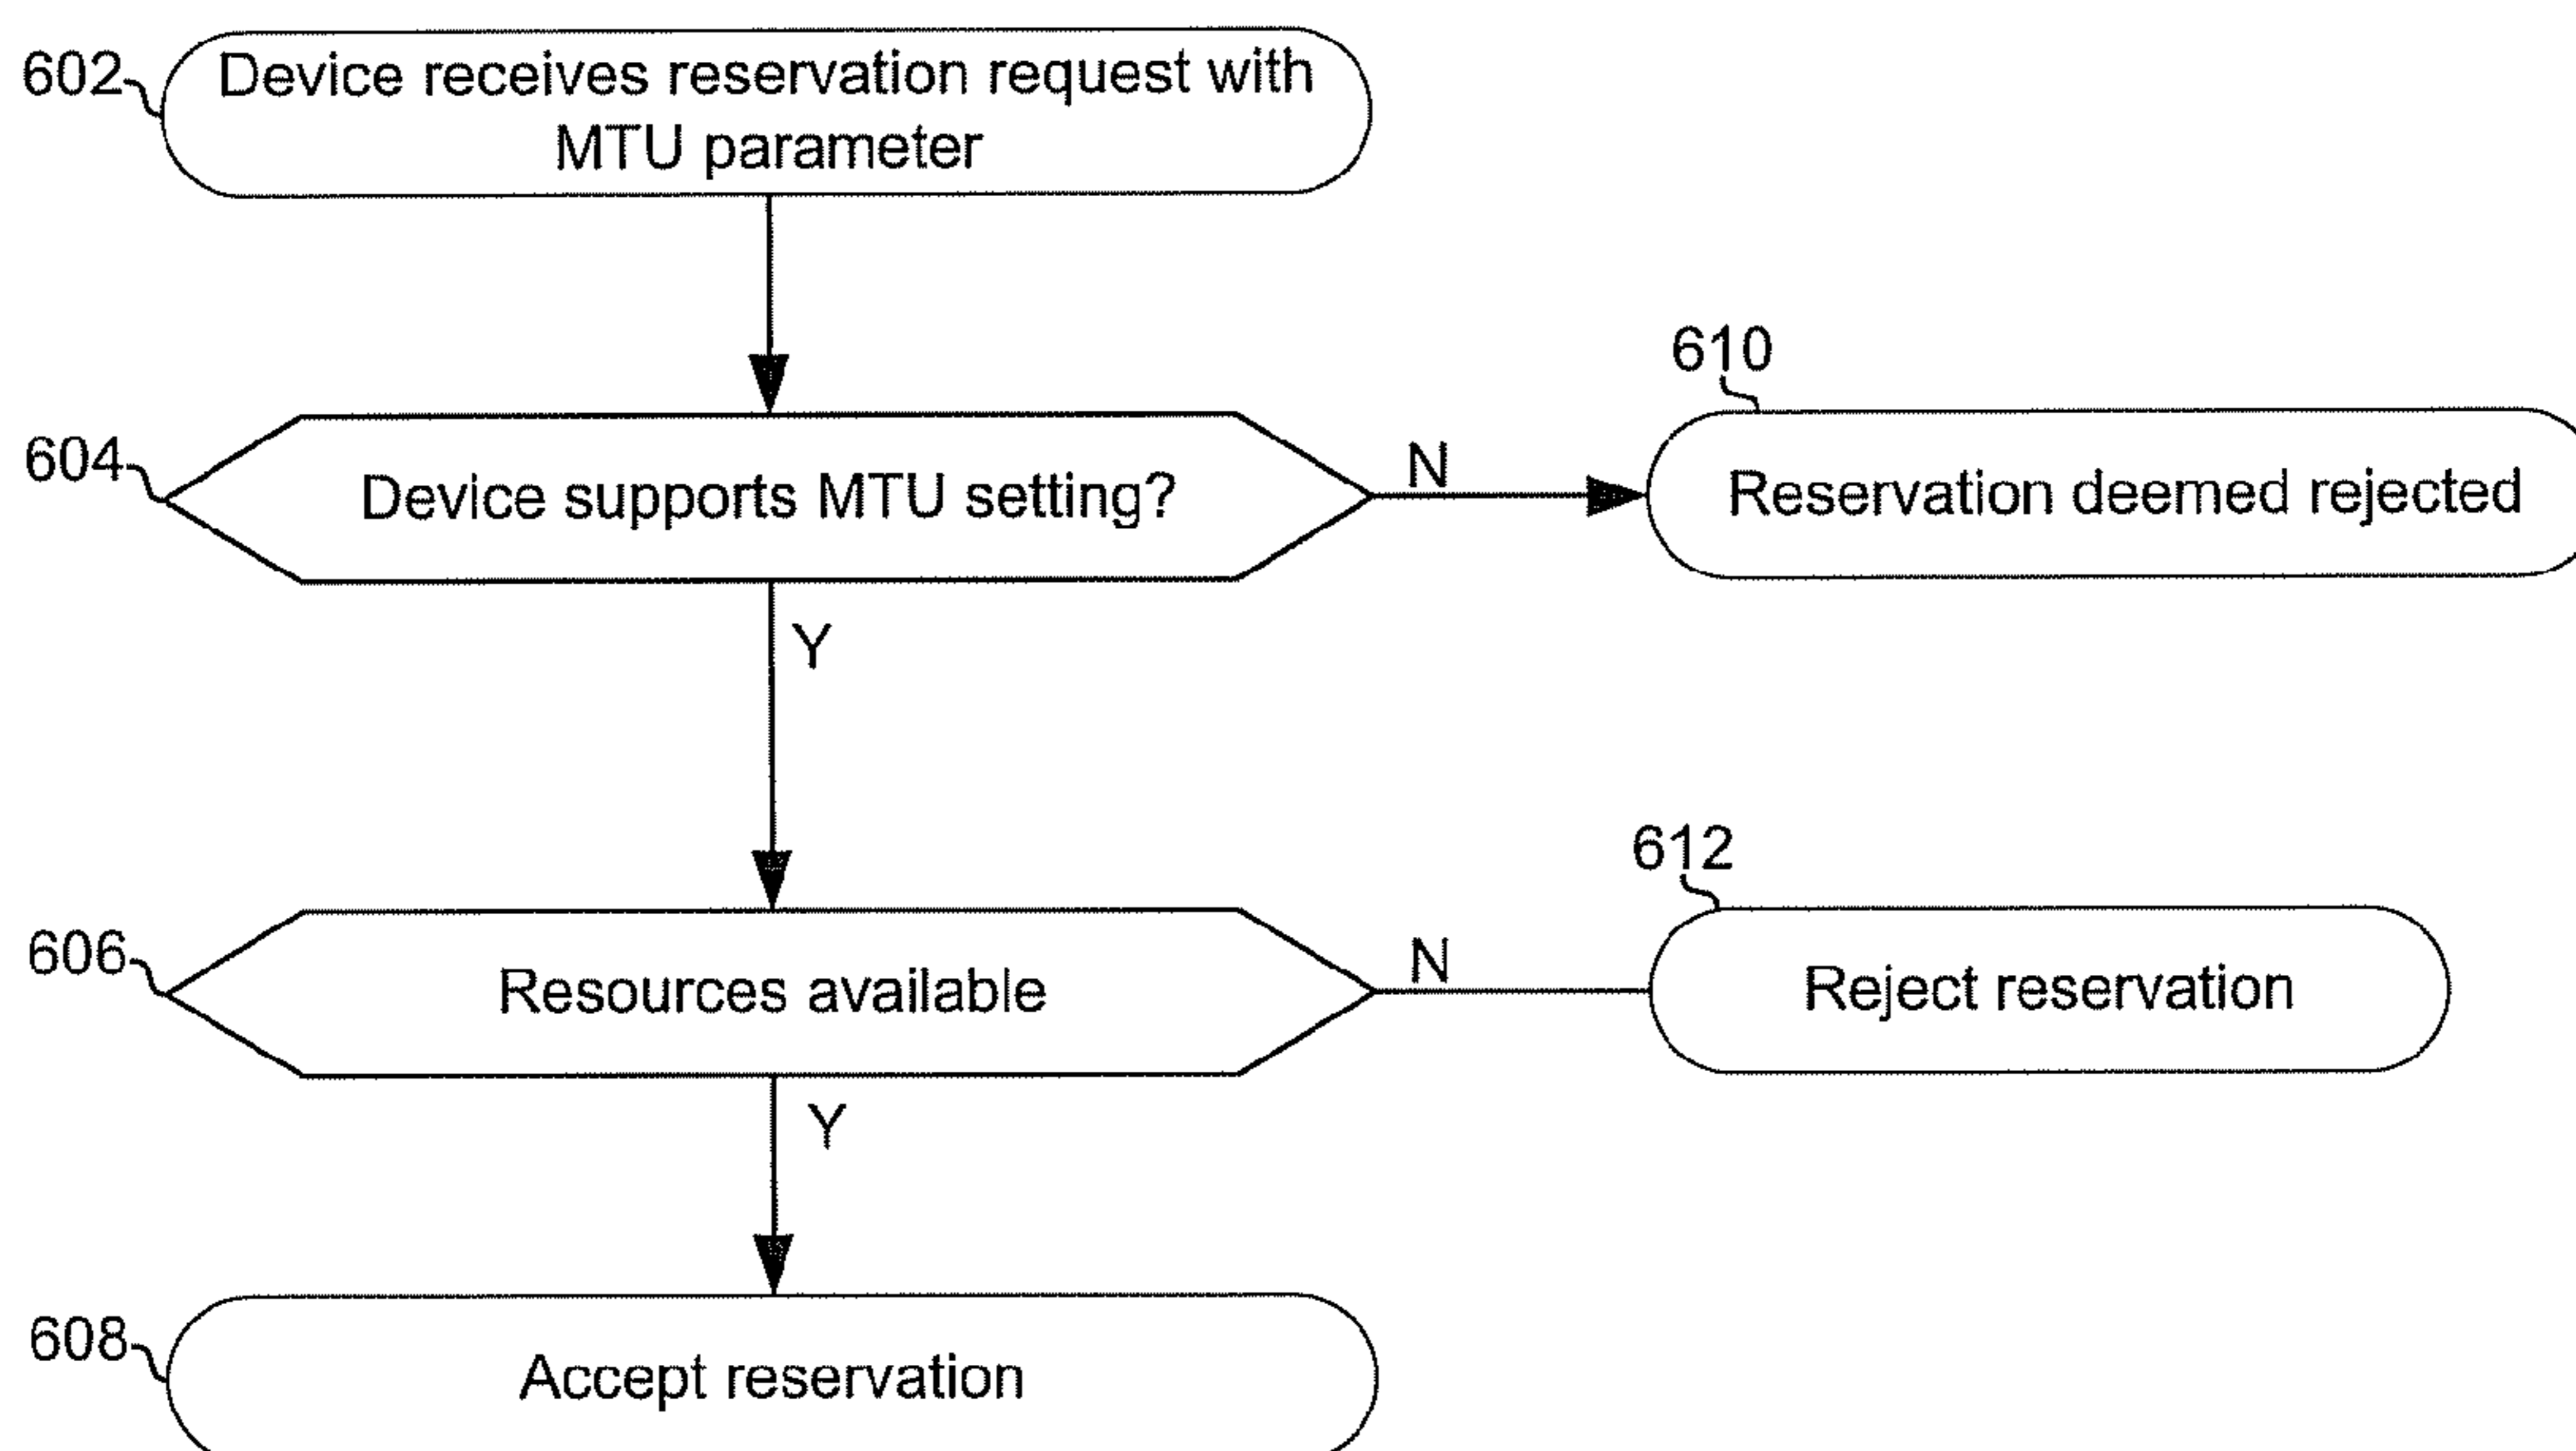 602
Device receives reservation request with
MTU parameter
610
604
Device supports MTU setting?
N
Reservation deemed rejected
Y
612
606
Resources available
N
Reject reservation
Y
608
Accept reservation